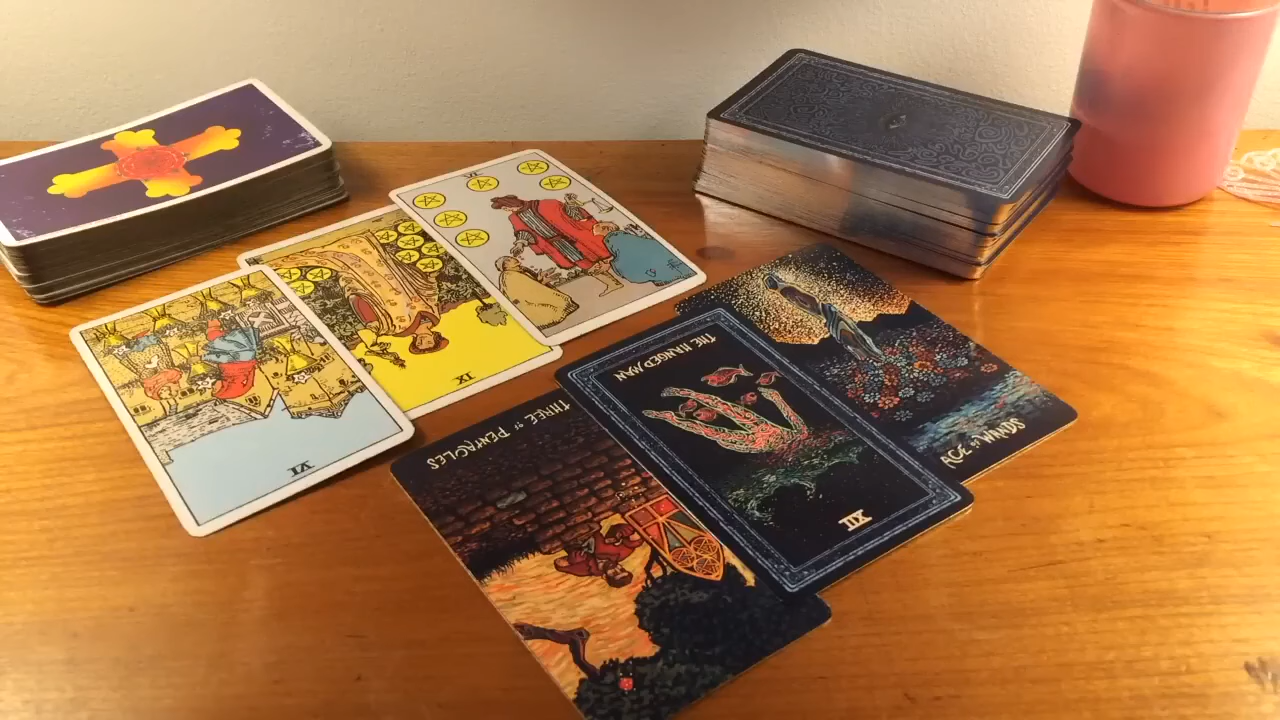 VI
IX
VI
THE HANGED MAN
XII
ACE OF WANDS
THREE OF PENTACLES